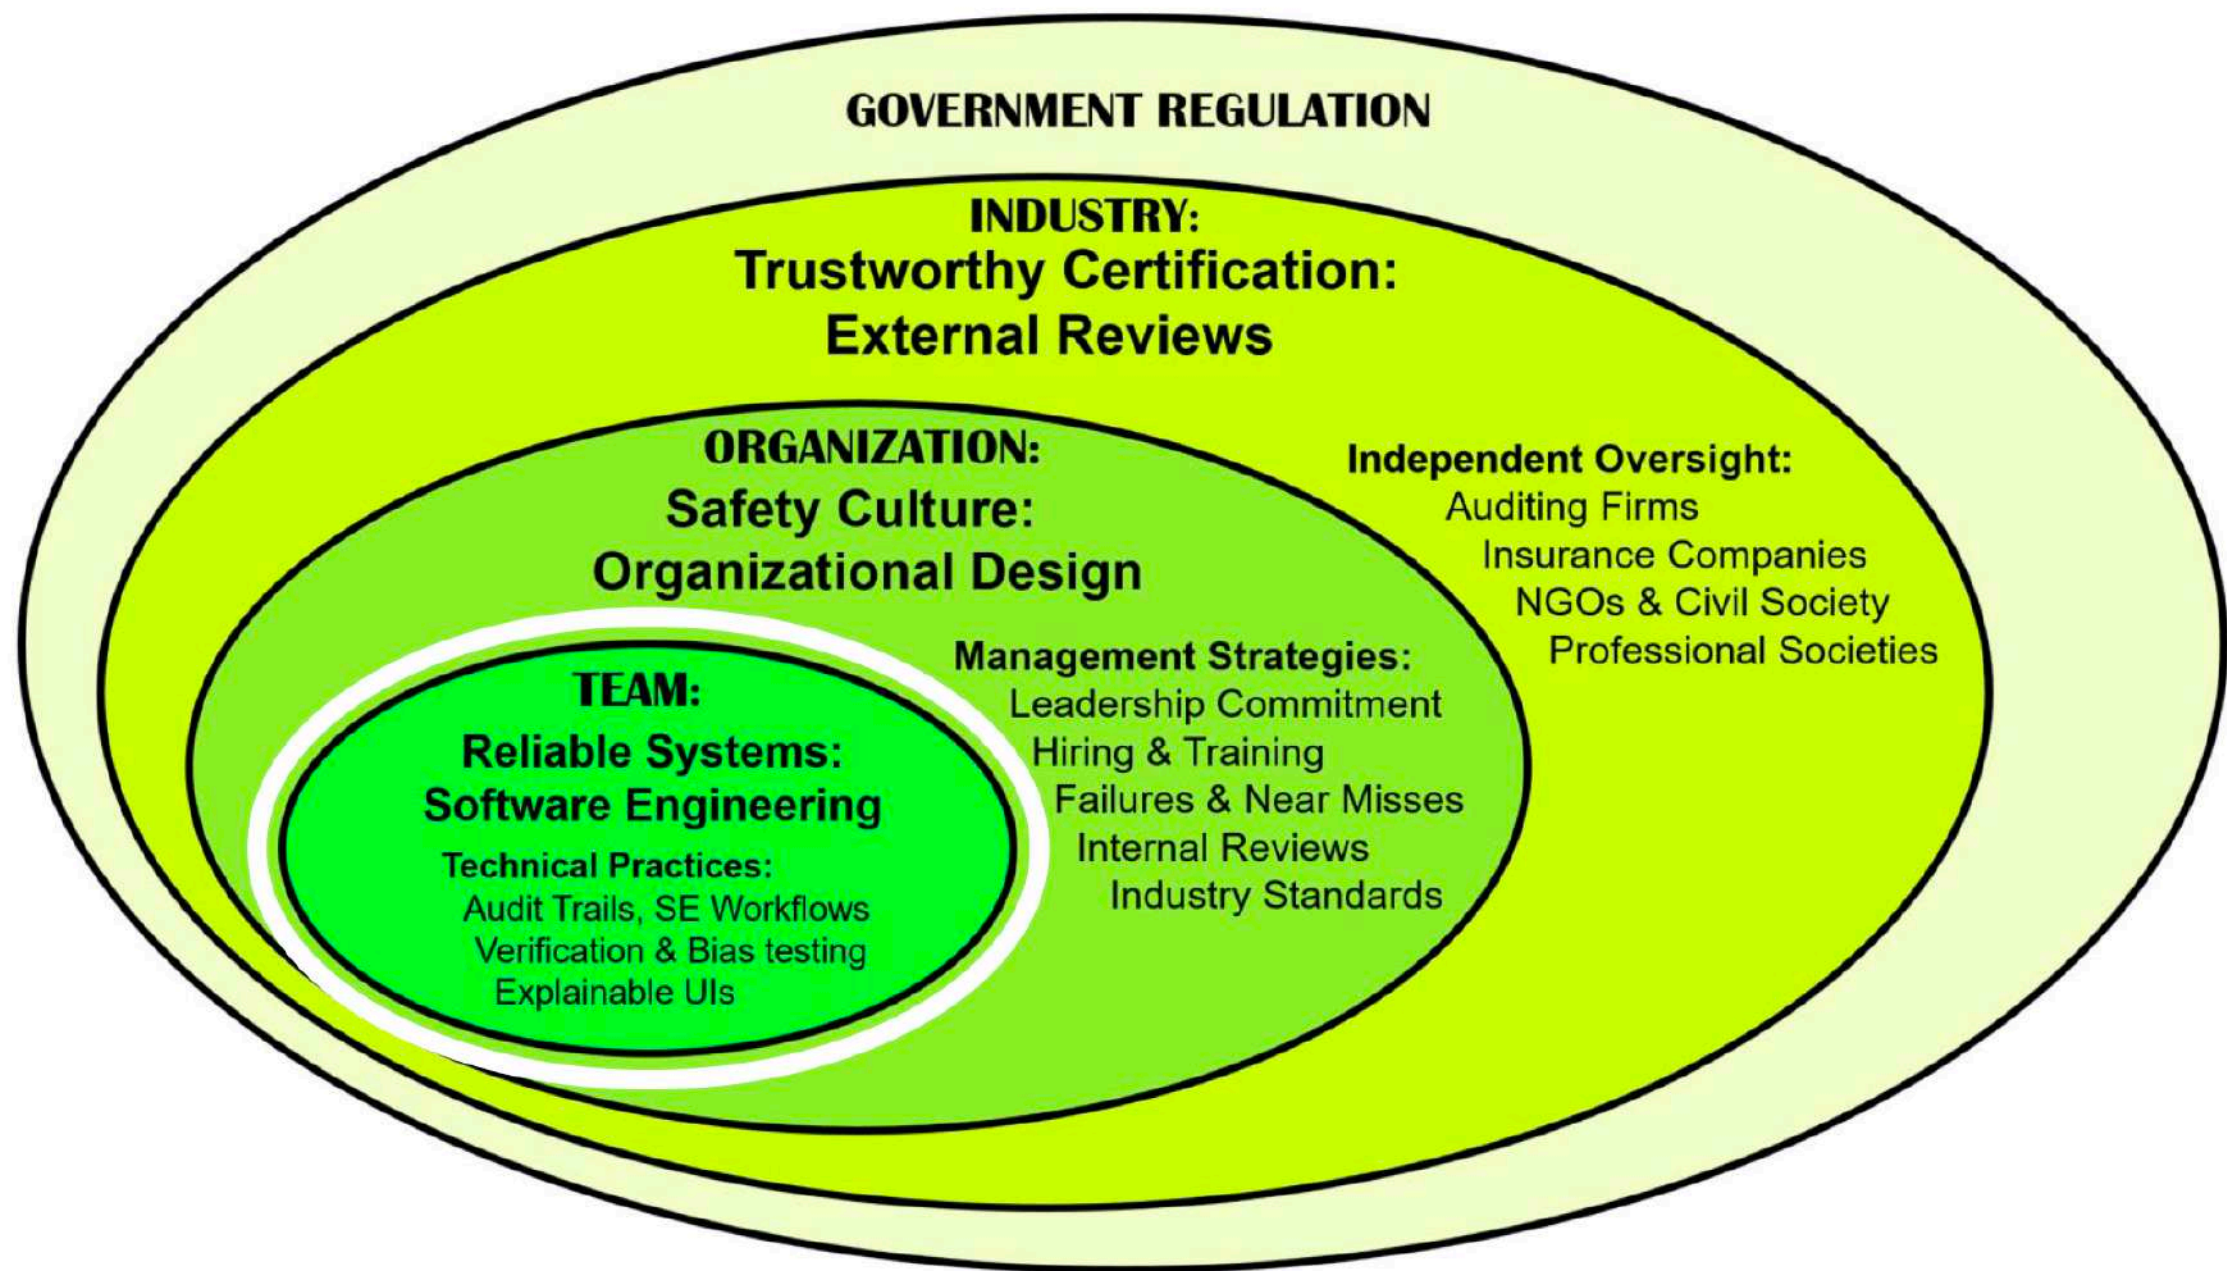 GOVERNMENT REGULATION
INDUSTRY:
Trustworthy Certification:
External Reviews
Independent Oversight:
Auditing Firms
Insurance Companies
NGOs & Civil Society
Professional Societies
ORGANIZATION:
Safety Culture:
Organizational Design
Management Strategies:
Leadership Commitment
Hiring & Training
Failures & Near Misses
Internal Reviews
Industry Standards
TEAM:
Reliable Systems:
Software Engineering
Technical Practices:
Audit Trails, SE Workflows
Verification & Bias testing
Explainable UIs